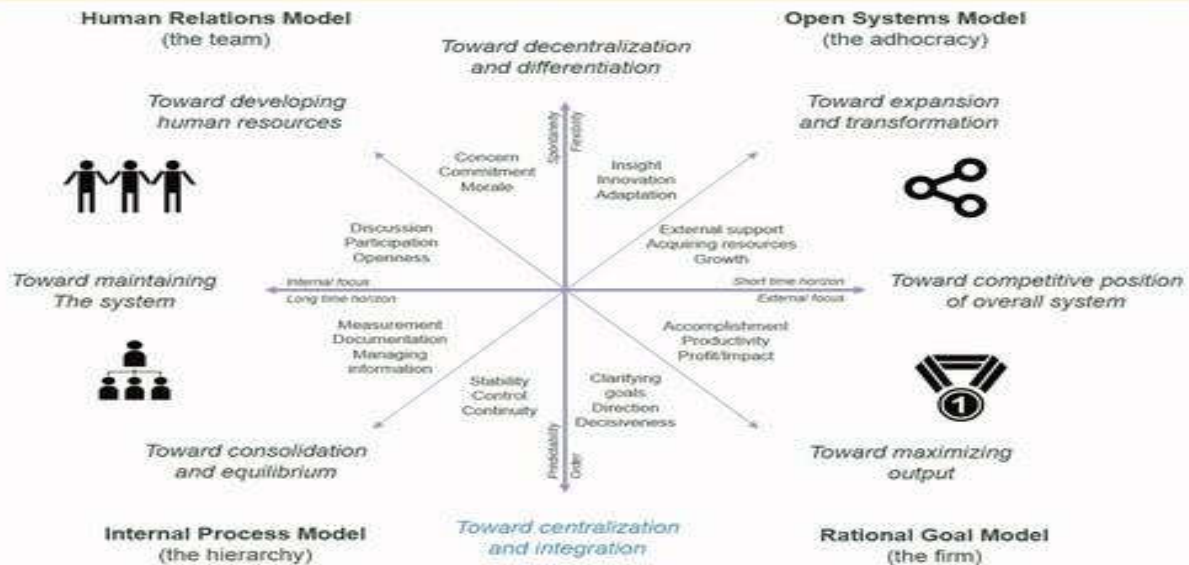 Human Relations Model
(the team)
Toward decentralization
and differentiation
Open Systems Model
(the adhocracy)
Toward developing
human resources
Toward expansion
and transformation
Spontaneity
Flexibility
Concern
Commitment
Morale
Insight
Innovation
Adaptation
Discussion
Participation
Openness
External support
Acquiring resources
Growth
Toward maintaining
The system
Internal focus
Long time horizon
Short time horizon
External focus
Toward competitive position
of overall system
Measurement
Documentation
Managing
information
Accomplishment
Productivity
Profit/Impact
Stability
Control
Continuity
Clarifying
goals
Direction
Decisiveness
1
Predictability
Order
Toward consolidation
and equilibrium
Toward maximizing
output
Internal Process Model
(the hierarchy)
Toward centralization
and integration
Rational Goal Model
(the firm)